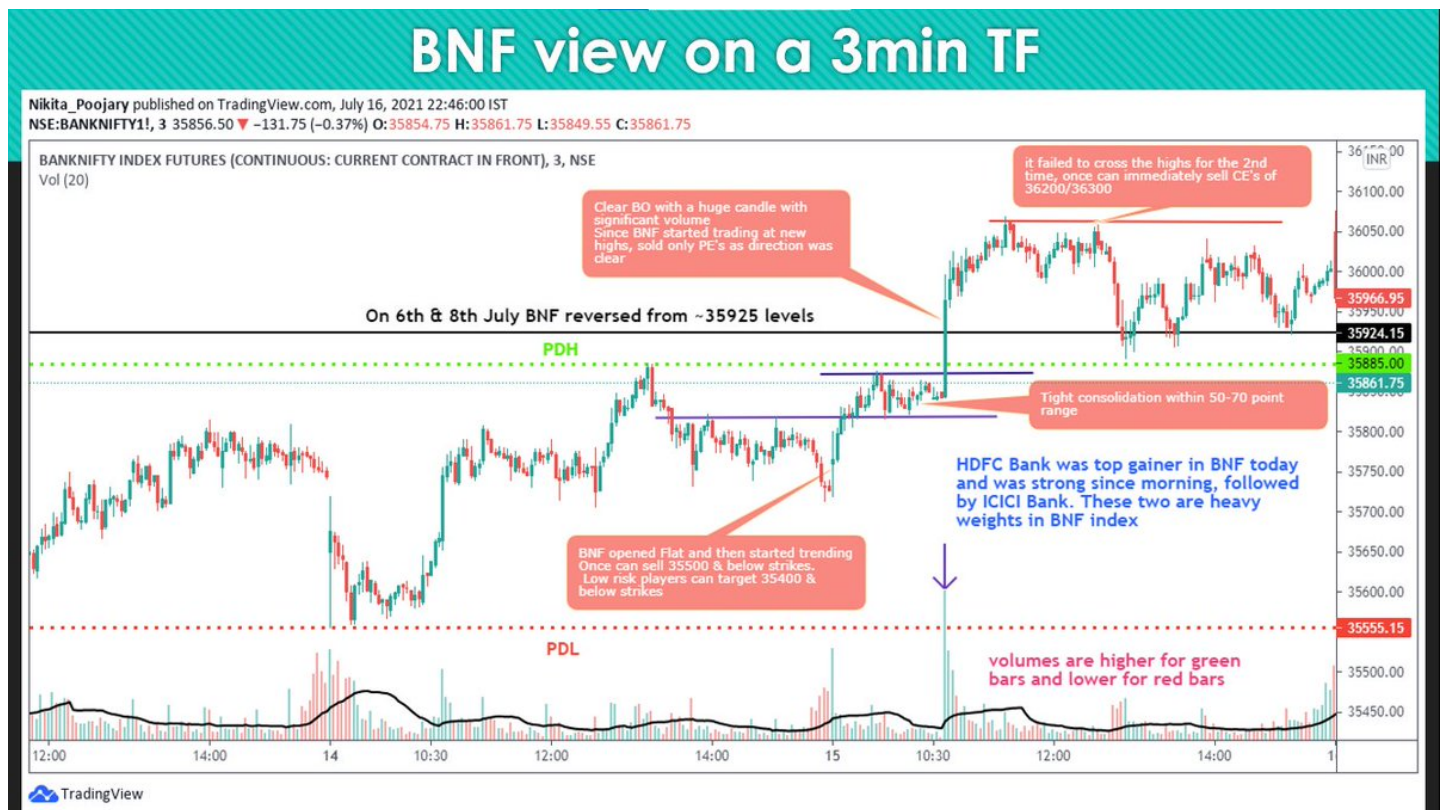 BNF view on a 3min TF
Nikita_Poojary published on TradingView.com, July 16, 2021 22:46:00 IST
NSE:BANKNIFTY1!, 3 35856.50 ▼ −131.75 (−0.37%) O:35854.75 H:35861.75 L:35849.55 C:35861.75
BANKNIFTY INDEX FUTURES (CONTINUOUS: CURRENT CONTRACT IN FRONT), 3, NSE
Vol (20)
it failed to cross the highs for the 2nd
time, once can immediately sell CE's of
36200/36300
INR
36100.00
Clear BO with a huge candle with
significant volume
Since BNF started trading at new
highs, sold only PE's as direction was
clear
36050.00
36000.00
35966.95
35950.00
On 6th & 8th July BNF reversed from ~35925 levels
35924.15
35900.00
PDH
35885.00
35861.75
Tight consolidation within 50-70 point
range
35800.00
35750.00
HDFC Bank was top gainer in BNF today
and was strong since morning, followed
by ICICI Bank. These two are heavy
weights in BNF index
35700.00
35650.00
BNF opened Flat and then started trending
Once can sell 35500 & below strikes.
Low risk players can target 35400 &
below strikes
35600.00
35555.15
PDL
volumes are higher for green
bars and lower for red bars
35500.00
35450.00
12:00 14:00 14 10:30 12:00 14:00 15 10:30 12:00 14:00
TradingView